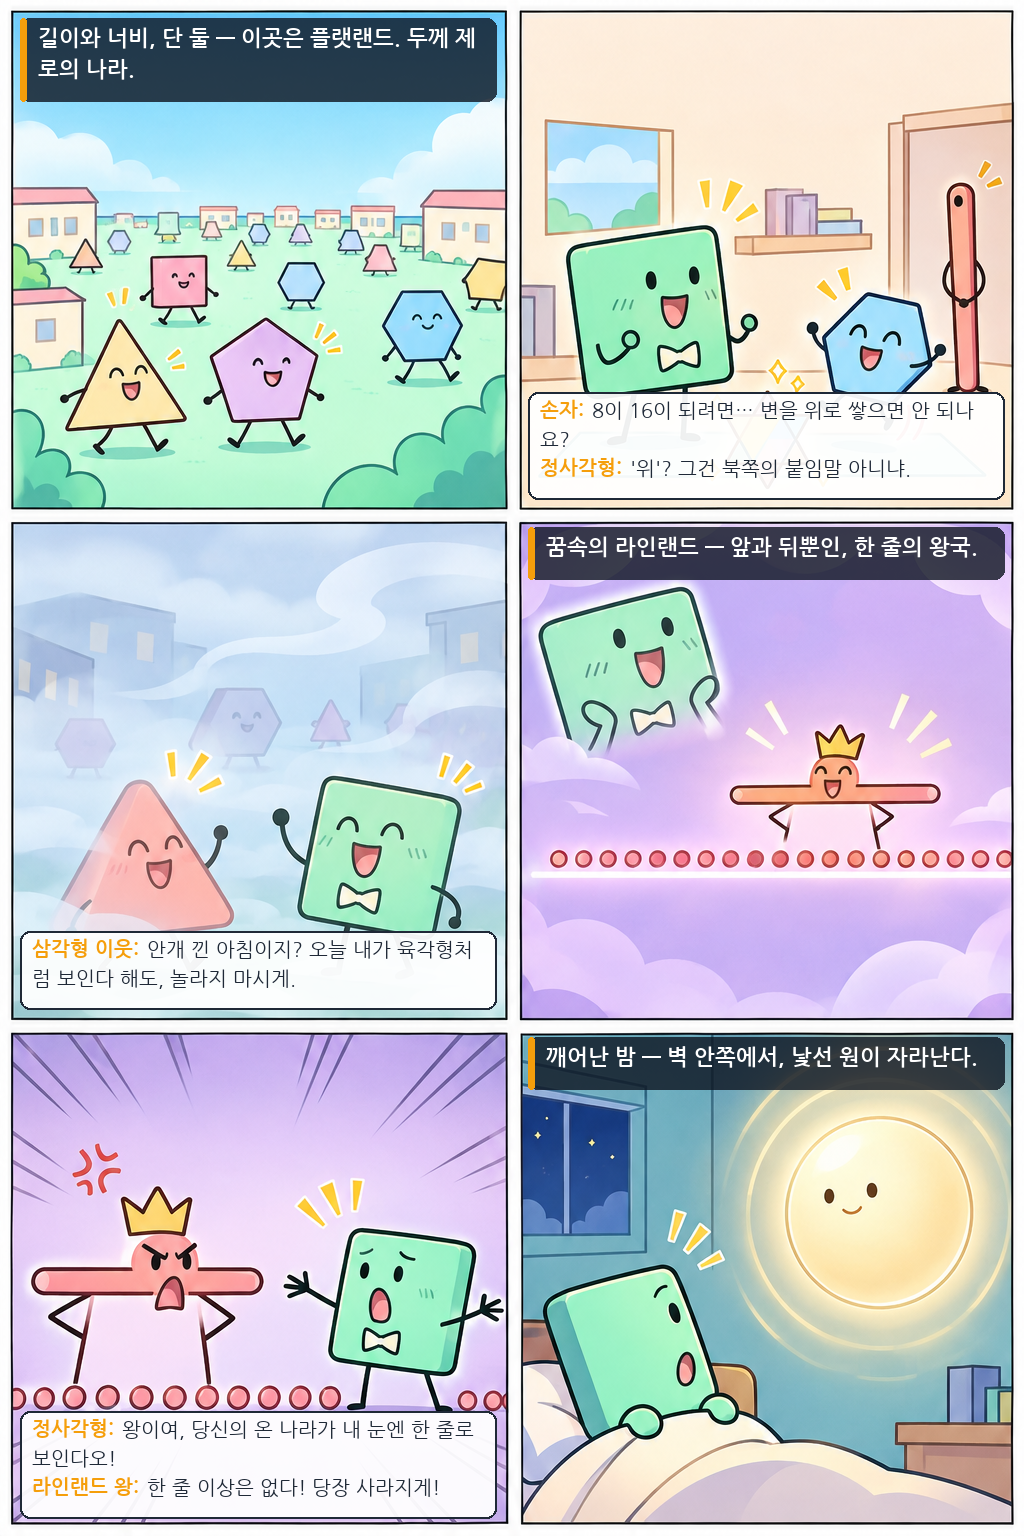 길이와 너비, 단 둘 — 이곳은 플랫랜드. 두께 제
로의 나라.
손자: 8이 16이 되려면… 변을 위로 쌓으면 안 되나
요?
정사각형: '위'? 그건 북쪽의 붙임말 아니냐.
삼각형 이웃: 안개 낀 아침이지? 오늘 내가 육각형처
럼 보인다 해도, 놀라지 마시게.
꿈속의 라인랜드 — 앞과 뒤뿐인, 한 줄의 왕국.
정사각형: 왕이여, 당신의 온 나라가 내 눈엔 한 줄로
보인다오!
라인랜드 왕: 한 줄 이상은 없다! 당장 사라지게!
깨어난 밤 — 벽 안쪽에서, 낯선 원이 자라난다.